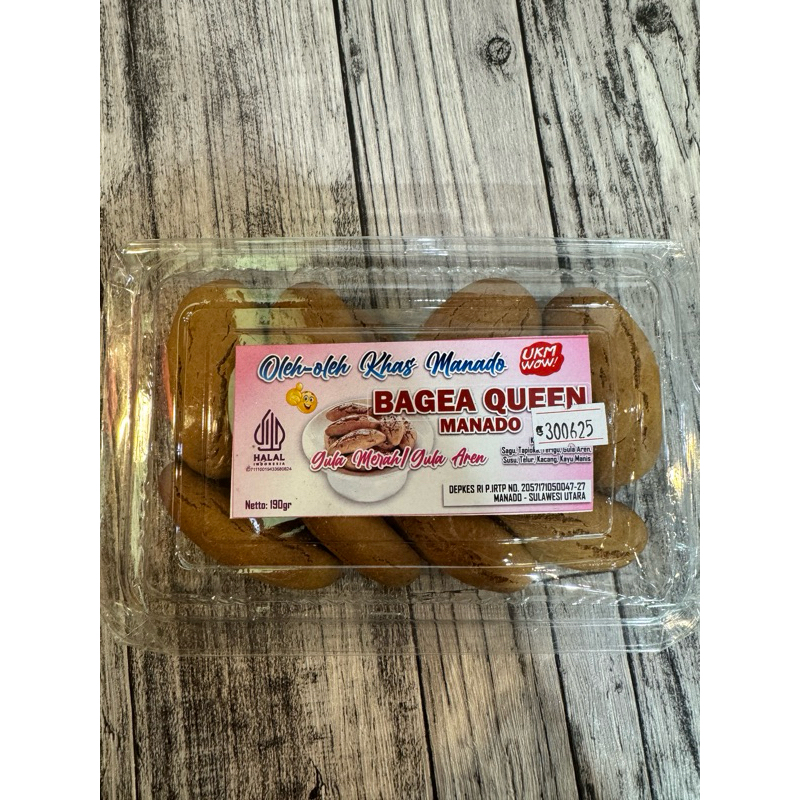 Oleh-oleh Khas Manado
UKM
WOW!
BAGEA QUEEN
MANADO
300625
HALAL
INDONESIA
Gula Merah/Gula Aren
Sagu, Tapioka, Terigu, Gula Aren,
Susu, Telur, Kacang, Kayu Manis
DEPKES RI P.IRTP NO. 2057171050047-27
MANADO - SULAWESI UTARA
Netto: 190gr